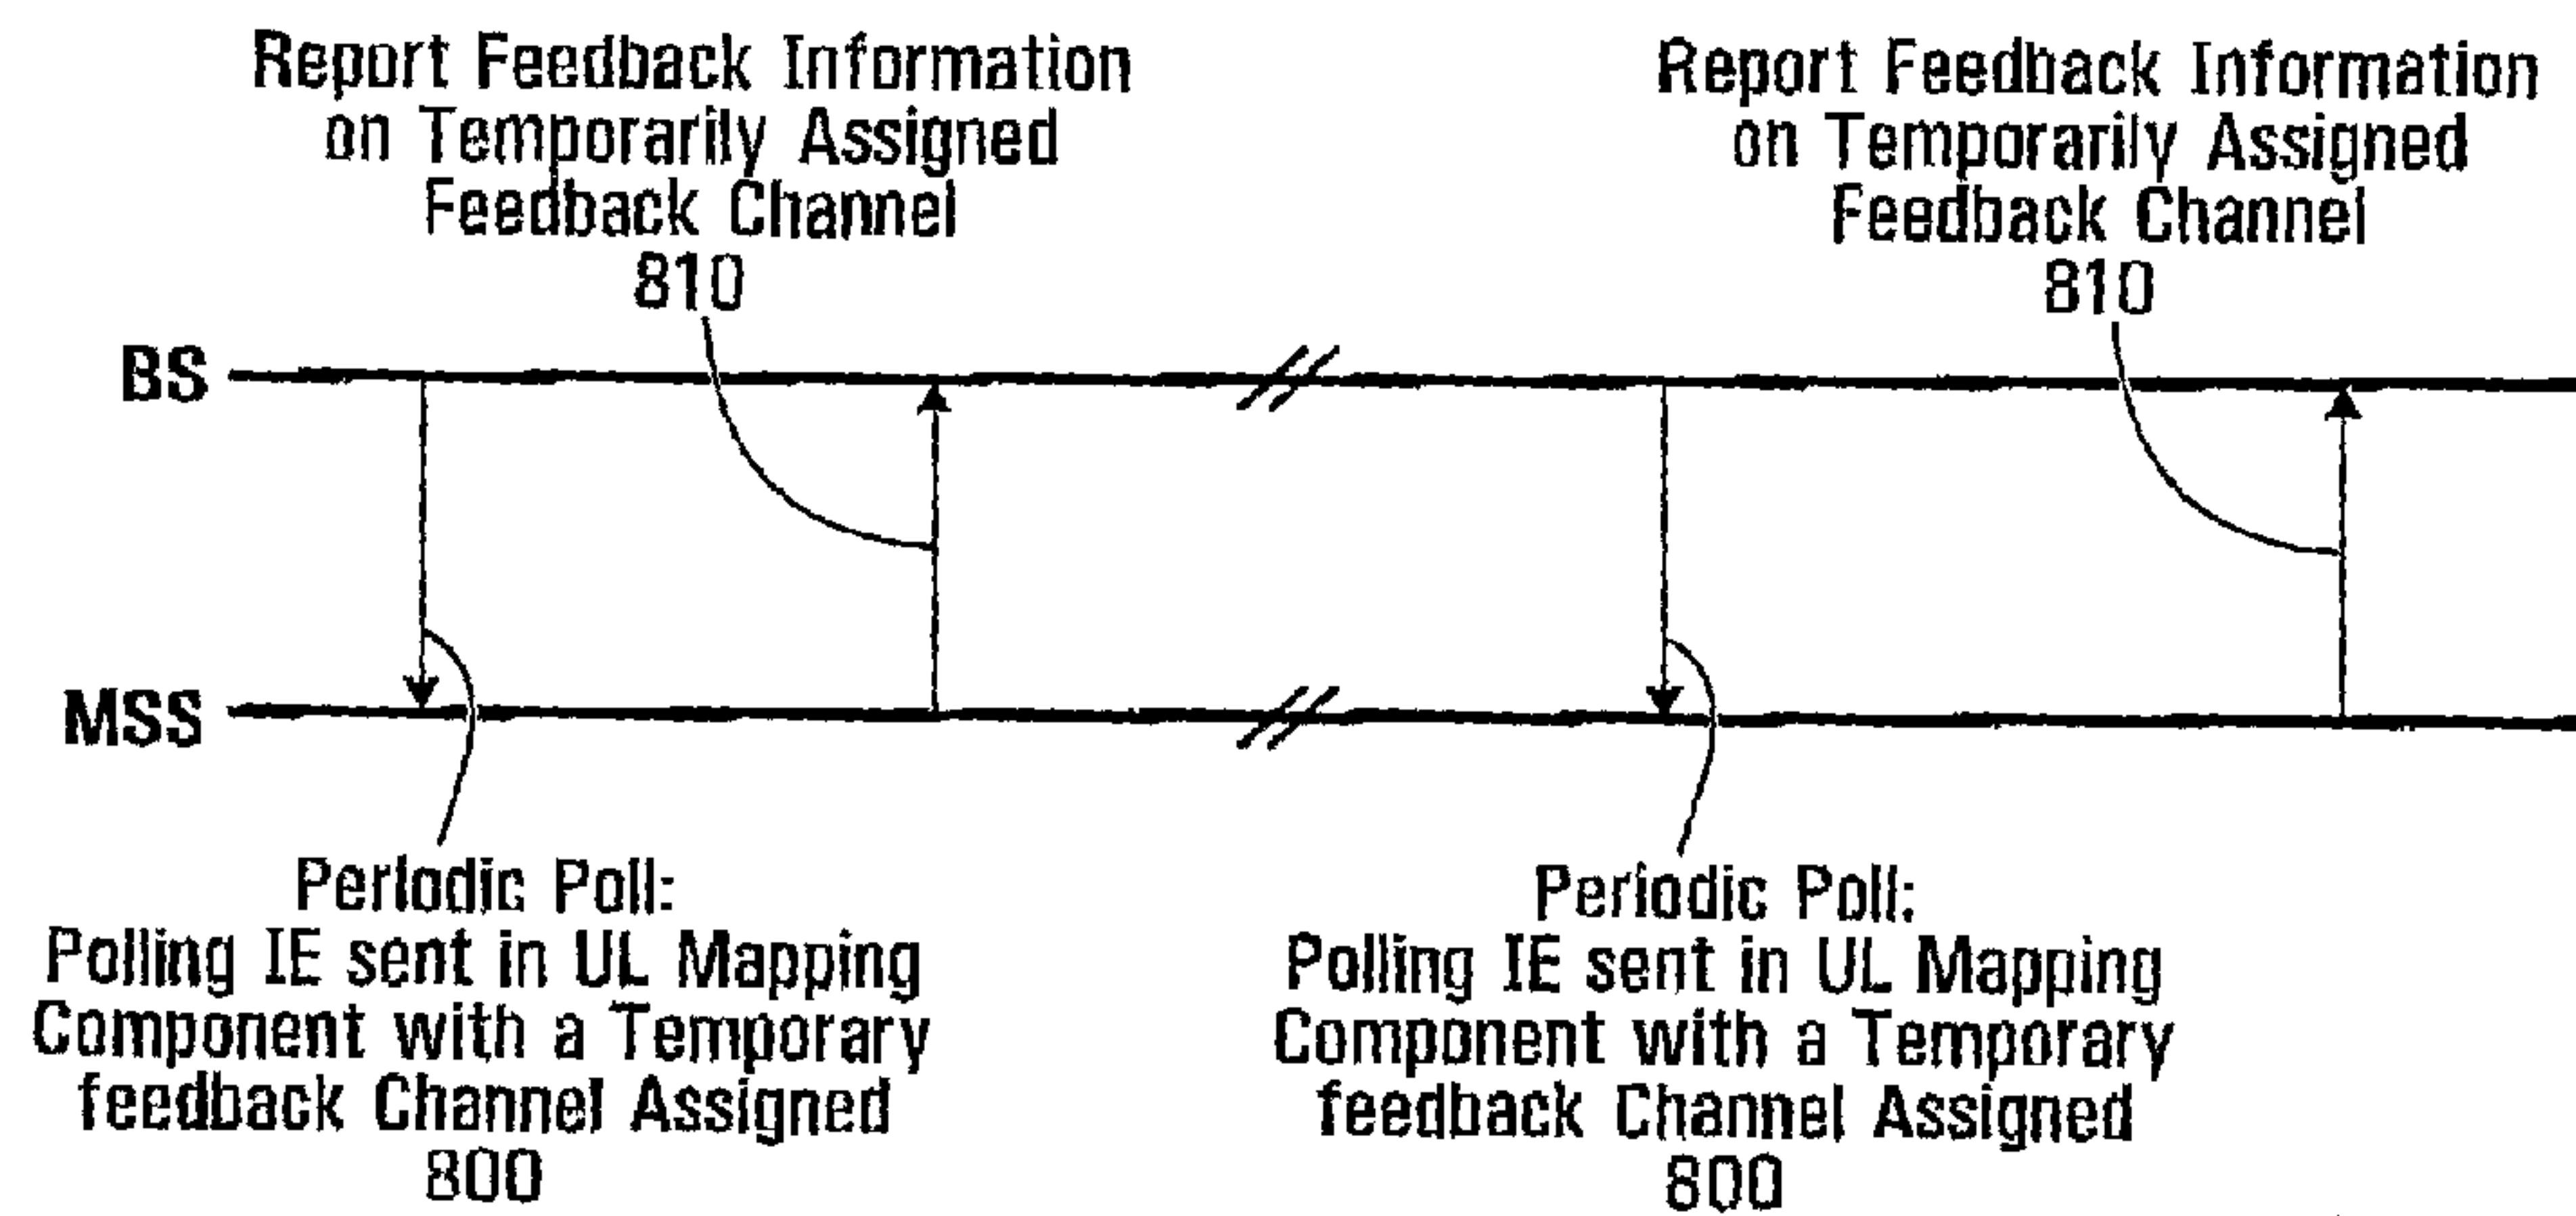 Report Feedback Information
on Temporarily Assigned
Feedback Channel
810
Report Feedback Information
on Temporarily Assigned
Feedback Channel
810
BS
MSS
Periodic Poll:
Polling IE sent in UL Mapping
Component with a Temporary
feedback Channel Assigned
800
Periodic Poll:
Polling IE sent in UL Mapping
Component with a Temporary
feedback Channel Assigned
800